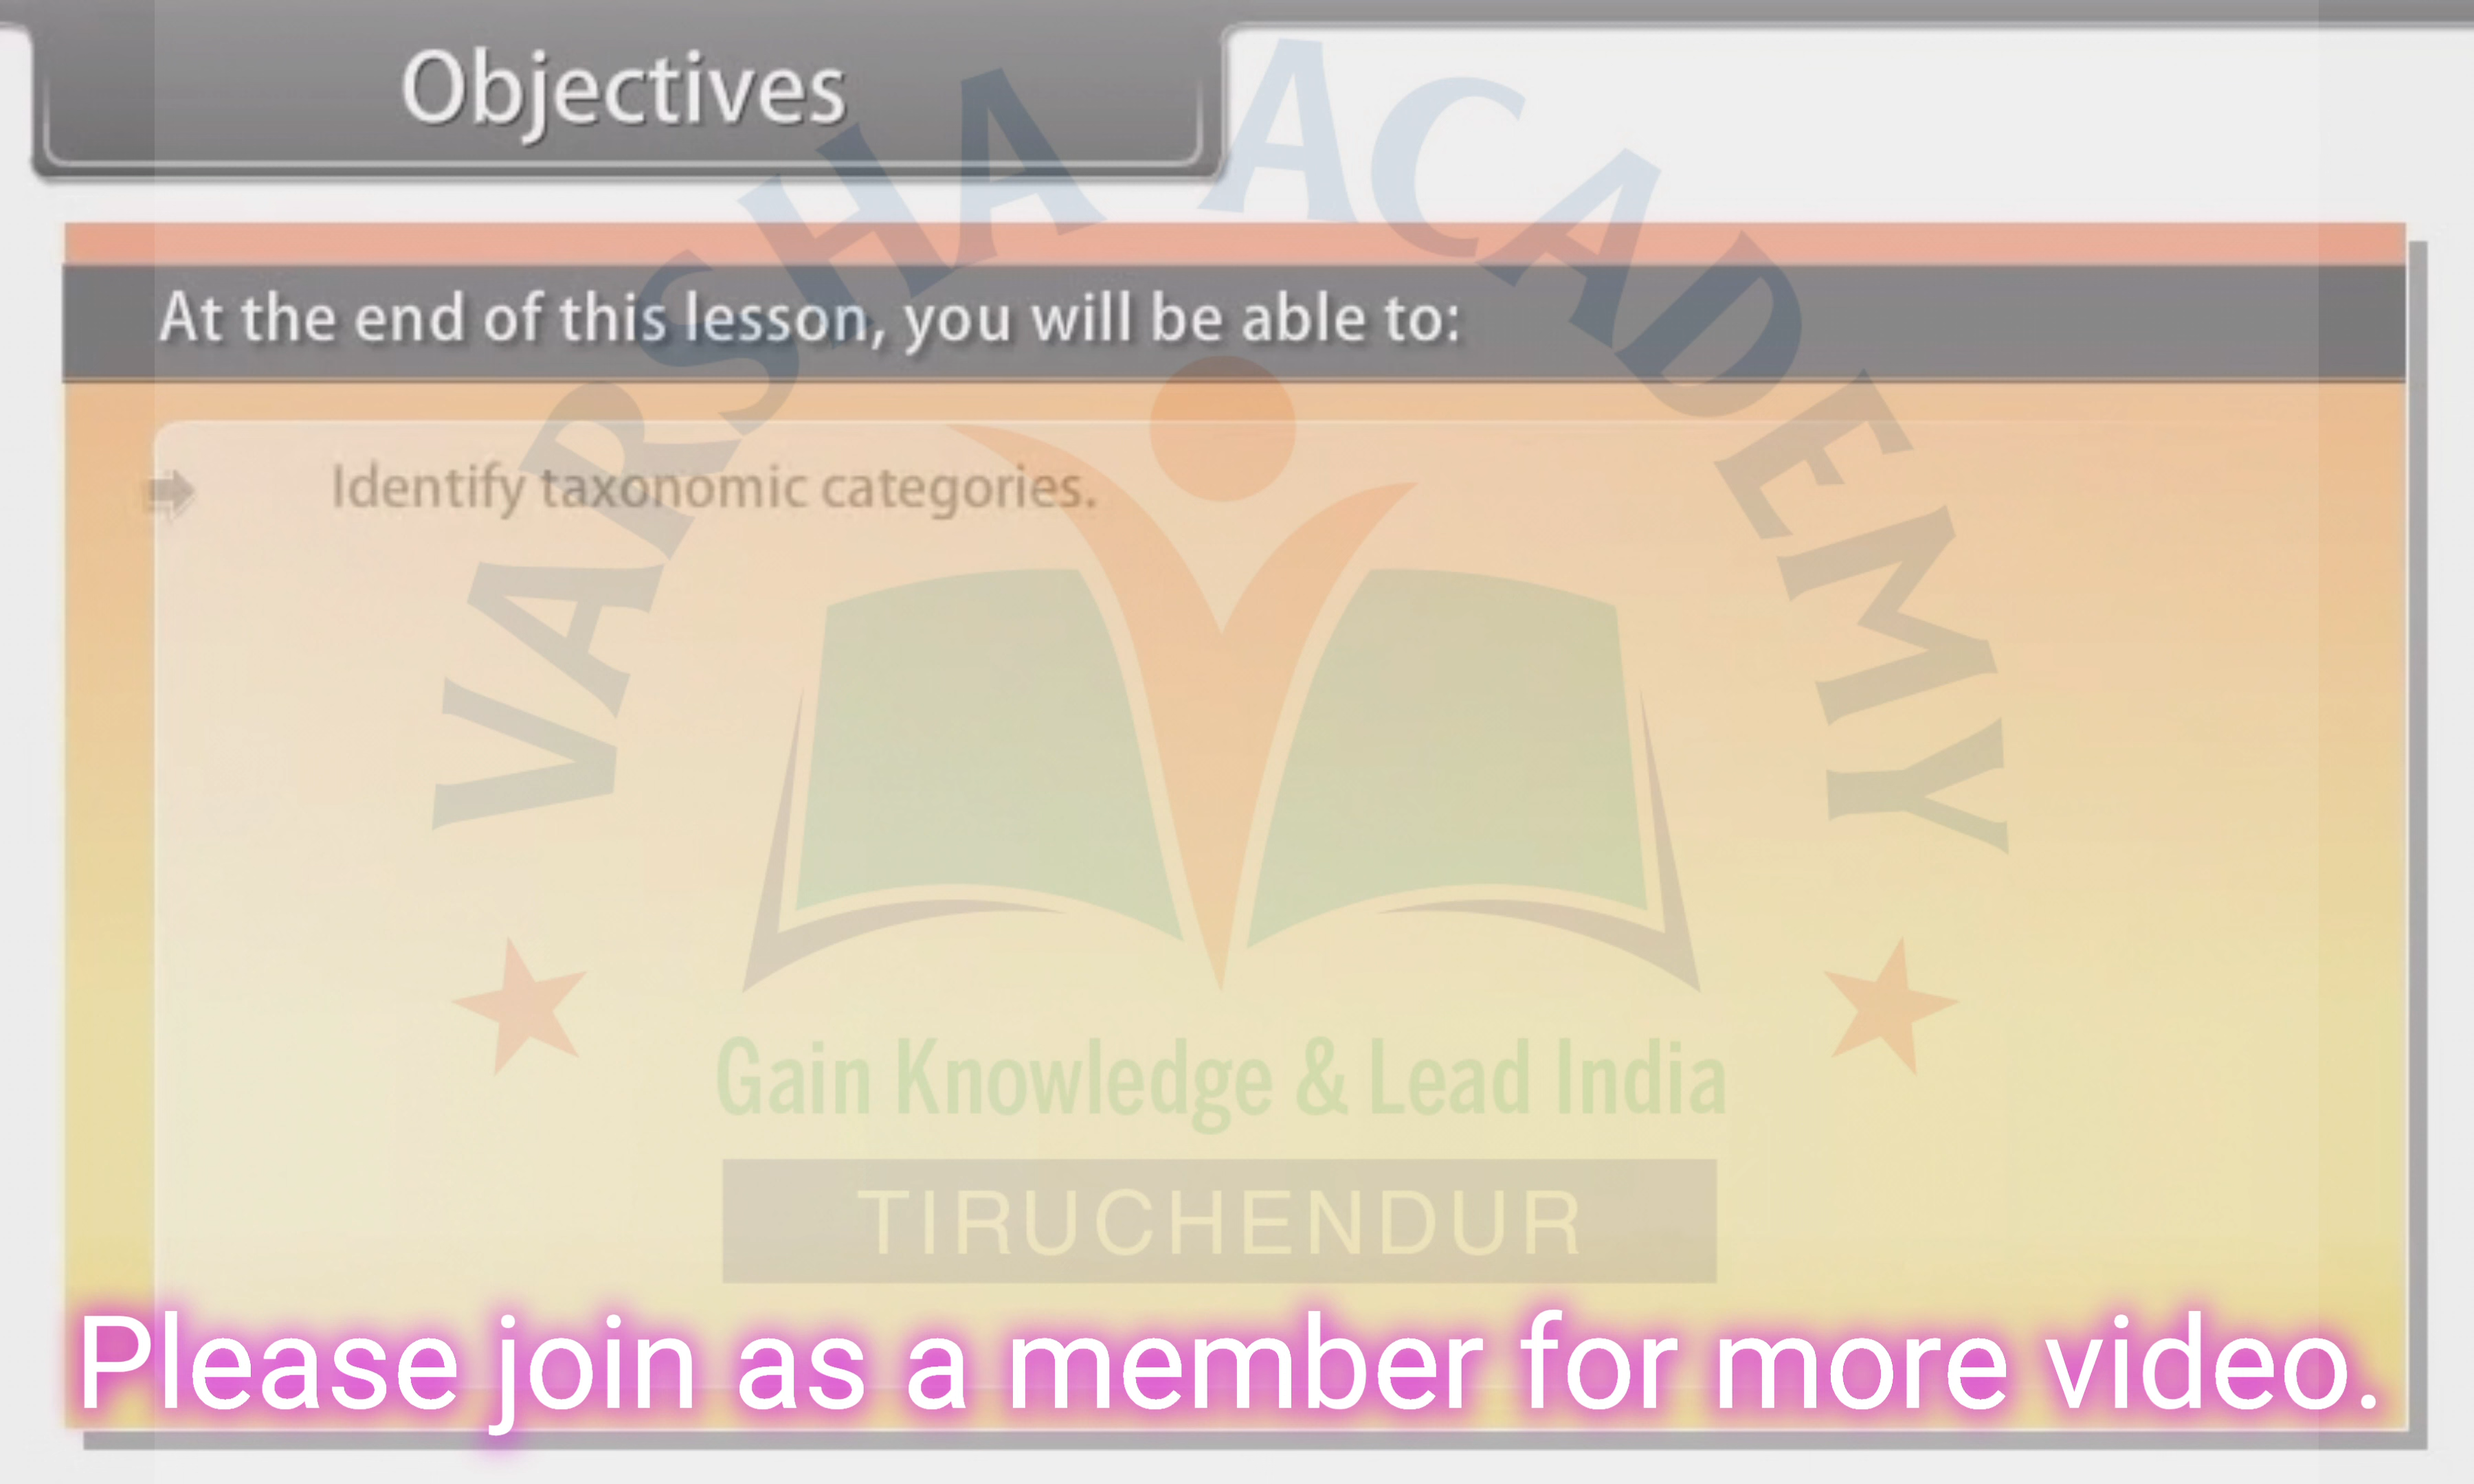 Objectives
VARSHA ACADEMY
At the end of this lesson, you will be able to:
Identify taxonomic categories.
Gain Knowledge & Lead India
TIRUCHENDUR
Please join as a member for more video.